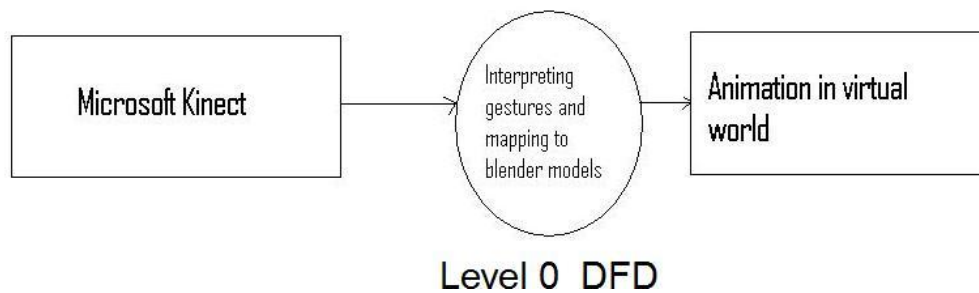 Microsoft Kinect
Interpreting
gestures and
mapping to
blender models
Animation in virtual
world
Level 0 DFD